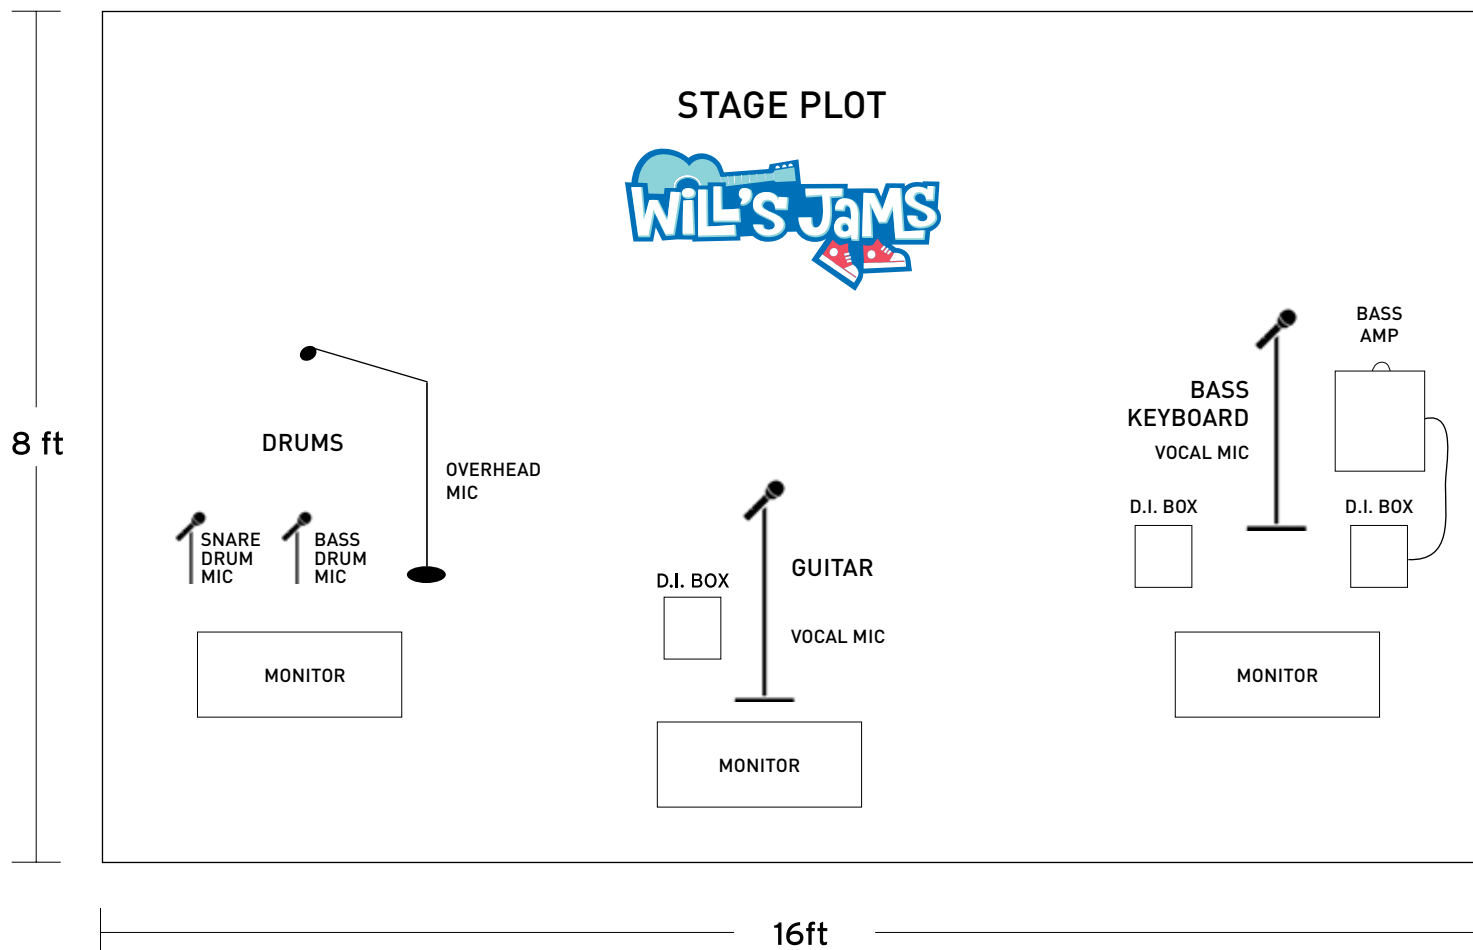 STAGE PLOT
WiLL'S JaMS
8 ft
DRUMS
OVERHEAD
MIC
SNARE
DRUM
MIC
BASS
DRUM
MIC
MONITOR
D.I. BOX
GUITAR
VOCAL MIC
MONITOR
BASS
KEYBOARD
VOCAL MIC
BASS
AMP
D.I. BOX
D.I. BOX
MONITOR
16ft